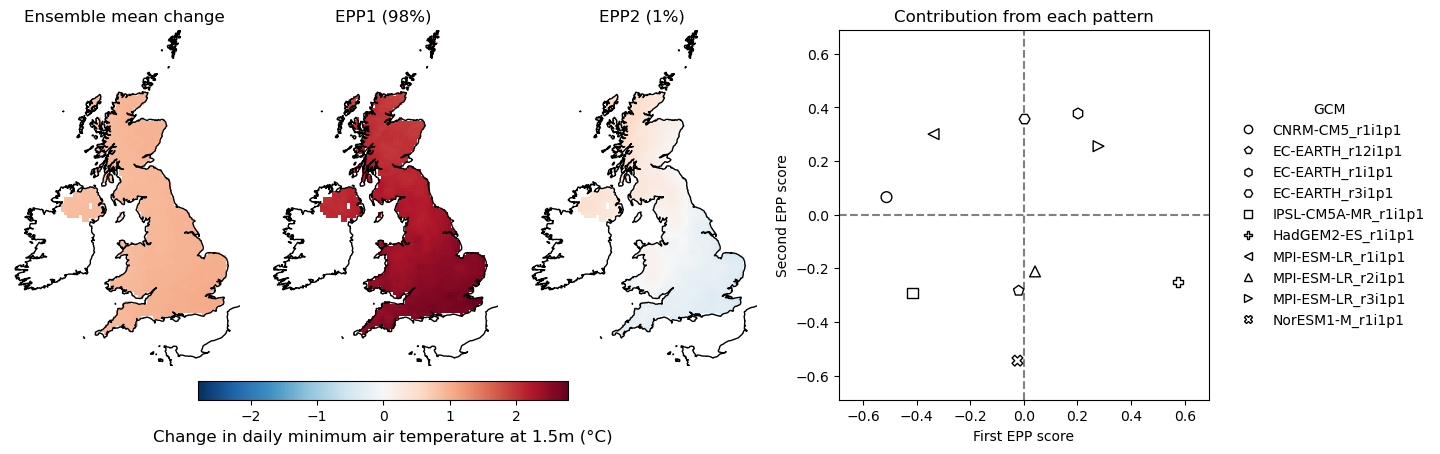 Ensemble mean change
EPP1 (98%)
EPP2 (1%)
−2 −1 0 1 2
Change in daily minimum air temperature at 1.5m (°C)
Contribution from each pattern
Second EPP score
0.6
0.4
0.2
0.0
−0.2
−0.4
−0.6
−0.6 −0.4 −0.2 0.0 0.2 0.4 0.6
First EPP score
GCM
CNRM-CM5_r1i1p1
EC-EARTH_r12i1p1
EC-EARTH_r1i1p1
EC-EARTH_r3i1p1
IPSL-CM5A-MR_r1i1p1
HadGEM2-ES_r1i1p1
MPI-ESM-LR_r1i1p1
MPI-ESM-LR_r2i1p1
MPI-ESM-LR_r3i1p1
NorESM1-M_r1i1p1